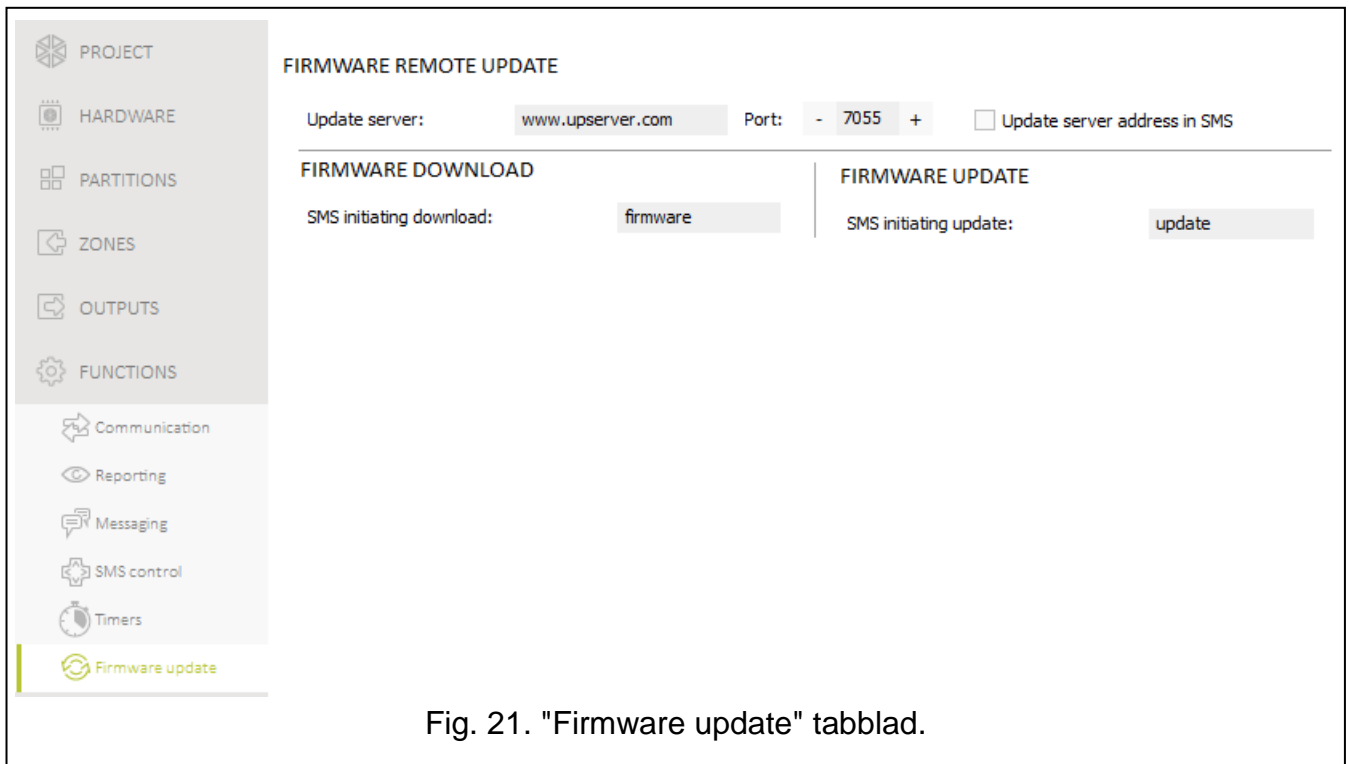 PROJECT
HARDWARE
PARTITIONS
ZONES
OUTPUTS
FUNCTIONS
Communication
Reporting
Messaging
SMS control
Timers
Firmware update
FIRMWARE REMOTE UPDATE
Update server: www.upserver.com Port: - 7055 + Update server address in SMS
FIRMWARE DOWNLOAD
SMS initiating download: firmware
FIRMWARE UPDATE
SMS initiating update: update
Fig. 21. "Firmware update" tabblad.